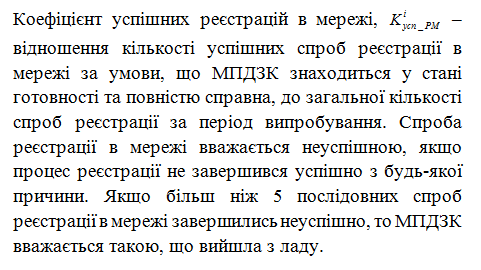 Коефіцієнт успішних реєстрацій в мережі, K^i_{усп_РМ} –
відношення кількості успішних спроб реєстрації в
мережі за умови, що МПДЗК знаходиться у стані
готовності та повністю справна, до загальної кількості
спроб реєстрації за період випробування. Спроба
реєстрації в мережі вважається неуспішною, якщо
процес реєстрації не завершився успішно з будь-якої
причини. Якщо більш ніж 5 послідовних спроб
реєстрації в мережі завершились неуспішно, то МПДЗК
вважається такою, що вийшла з ладу.